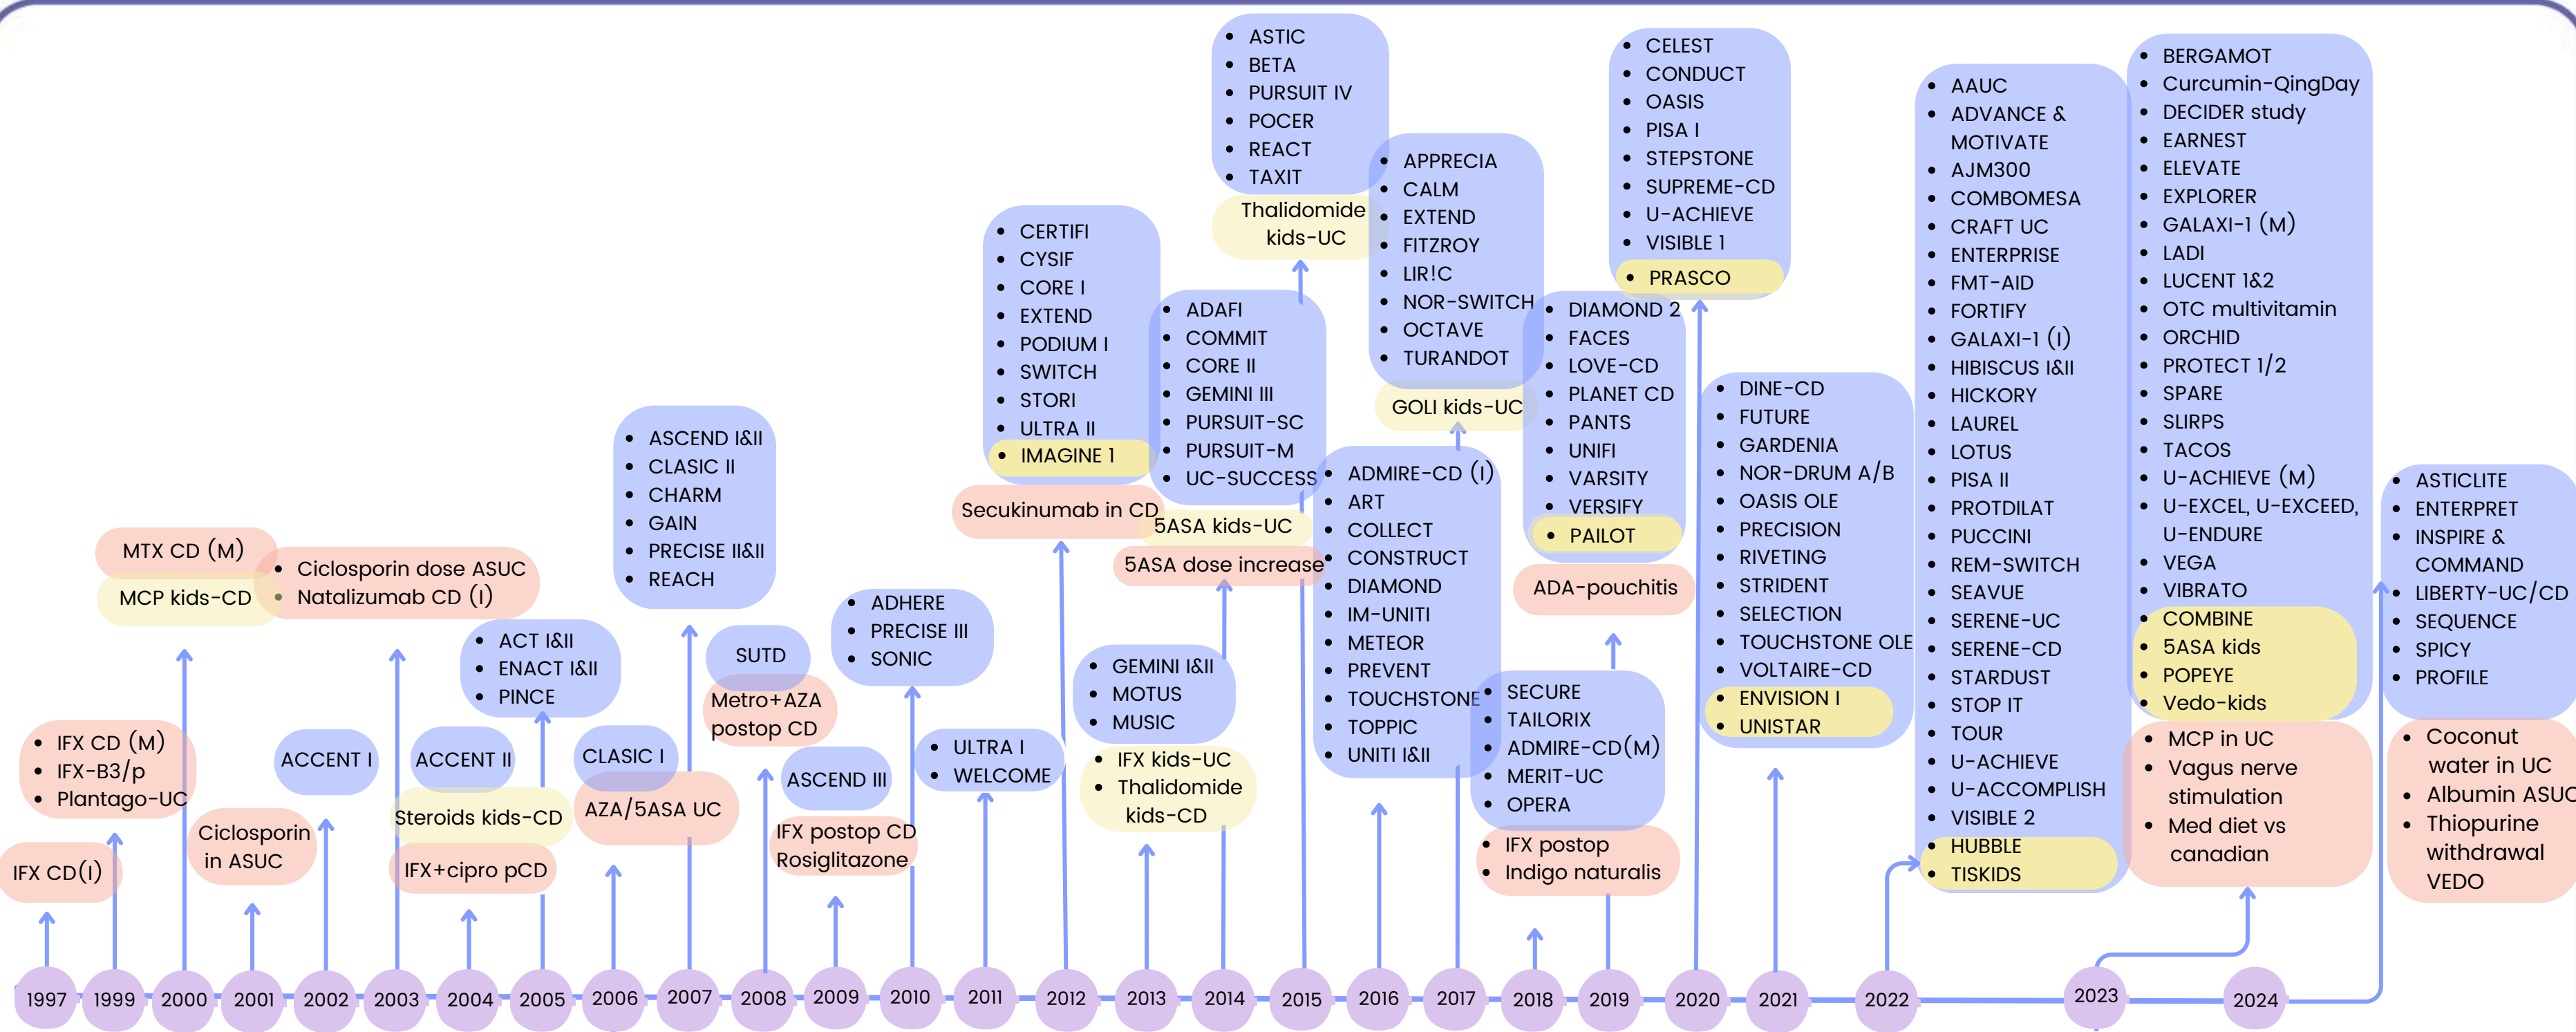 IFX CD(I)
IFX CD (M)
IFX-B3/p
Plantago-UC
MTX CD (M)
MCP kids-CD
Ciclosporin
in ASUC
ACCENT I
Ciclosporin dose ASUC
Natalizumab CD (I)
ACCENT II
Steroids kids-CD
IFX+cipro pCD
ACT I&II
ENACT I&II
PINCE
CLASIC I
AZA/5ASA UC
ASCEND I&II
CLASIC II
CHARM
GAIN
PRECISE II&II
REACH
SUTD
Metro+AZA
postop CD
ASCEND III
IFX postop CD
Rosiglitazone
ADHERE
PRECISE III
SONIC
ULTRA I
WELCOME
CERTIFI
CYSIF
CORE I
EXTEND
PODIUM I
SWITCH
STORI
ULTRA II
IMAGINE 1
Secukinumab in CD
GEMINI I&II
MOTUS
MUSIC
IFX kids-UC
Thalidomide
kids-CD
ADAFI
COMMIT
CORE II
GEMINI III
PURSUIT-SC
PURSUIT-M
UC-SUCCESS
5ASA kids-UC
5ASA dose increase
ASTIC
BETA
PURSUIT IV
POCER
REACT
TAXIT
Thalidomide
kids-UC
ADMIRE-CD (I)
ART
COLLECT
CONSTRUCT
DIAMOND
IM-UNITI
METEOR
PREVENT
TOUCHSTONE
TOPPIC
UNITI I&II
APPRECIA
CALM
EXTEND
FITZROY
LIR!C
NOR-SWITCH
OCTAVE
TURANDOT
GOLI kids-UC
SECURE
TAILORIX
ADMIRE-CD(M)
MERIT-UC
OPERA
IFX postop
Indigo naturalis
DIAMOND 2
FACES
LOVE-CD
PLANET CD
PANTS
UNIFI
VARSITY
VERSIFY
PAILOT
ADA-pouchitis
CELEST
CONDUCT
OASIS
PISA I
STEPSTONE
SUPREME-CD
U-ACHIEVE
VISIBLE 1
PRASCO
DINE-CD
FUTURE
GARDENIA
NOR-DRUM A/B
OASIS OLE
PRECISION
RIVETING
STRIDENT
SELECTION
TOUCHSTONE OLE
VOLTAIRE-CD
ENVISION I
UNISTAR
AAUC
ADVANCE &
MOTIVATE
AJM300
COMBOMESA
CRAFT UC
ENTERPRISE
FMT-AID
FORTIFY
GALAXI-1 (I)
HIBISCUS I&II
HICKORY
LAUREL
LOTUS
PISA II
PROTDILAT
PUCCINI
REM-SWITCH
SEAVUE
SERENE-UC
SERENE-CD
STARDUST
STOP IT
TOUR
U-ACHIEVE
U-ACCOMPLISH
VISIBLE 2
HUBBLE
TISKIDS
BERGAMOT
Curcumin-QingDay
DECIDER study
EARNEST
ELEVATE
EXPLORER
GALAXI-1 (M)
LADI
LUCENT 1&2
OTC multivitamin
ORCHID
PROTECT 1/2
SPARE
SLIRPS
TACOS
U-ACHIEVE (M)
U-EXCEL, U-EXCEED,
U-ENDURE
VEGA
VIBRATO
COMBINE
5ASA kids
POPEYE
Vedo-kids
MCP in UC
Vagus nerve
stimulation
Med diet vs
canadian
ASTICLITE
ENTERPRET
INSPIRE &
COMMAND
LIBERTY-UC/CD
SEQUENCE
SPICY
PROFILE
Coconut
water in UC
Albumin ASUC
Thiopurine
withdrawal
VEDO
1997
1999
2000
2001
2002
2003
2004
2005
2006
2007
2008
2009
2010
2011
2012
2013
2014
2015
2016
2017
2018
2019
2020
2021
2022
2023
2024